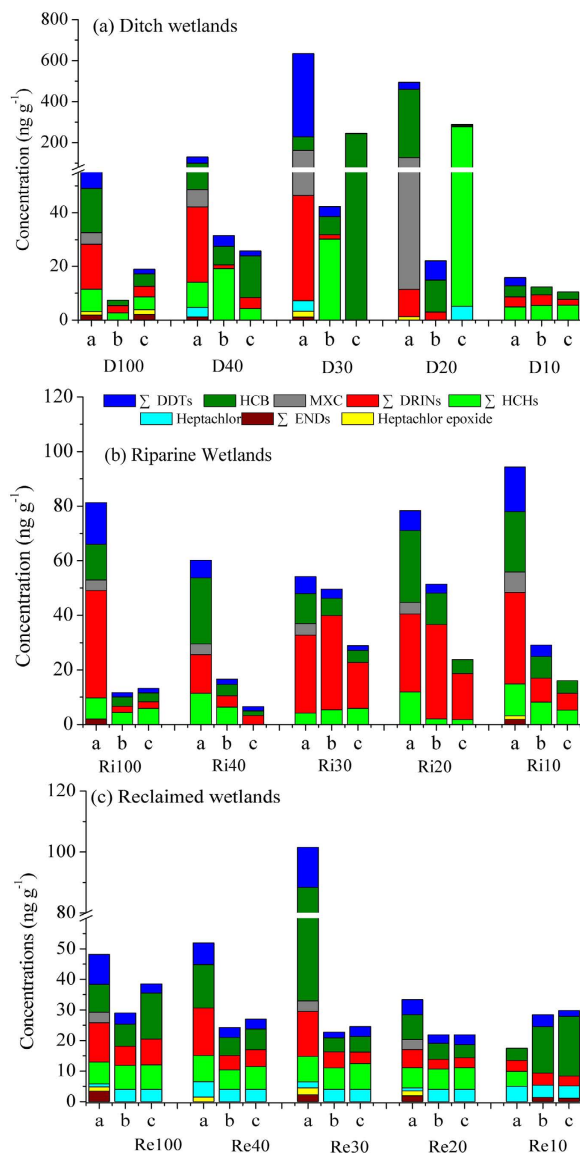 (a) Ditch wetlands
Concentration (ng g⁻¹)
800
600
400
200
40
20
0
a b c a b c a b c a b c a b c
D100 D40 D30 D20 D10
∑ DDTs HCB MXC ∑ DRINs ∑ HCHs
Heptachlor ∑ ENDs Heptachlor epoxide
(b) Riparine Wetlands
Concentration (ng g⁻¹)
120
100
80
60
40
20
0
a b c a b c a b c a b c a b c
Ri100 Ri40 Ri30 Ri20 Ri10
(c) Reclaimed wetlands
Concentrations (ng g⁻¹)
120
100
80
50
40
30
20
10
0
a b c a b c a b c a b c a b c
Re100 Re40 Re30 Re20 Re10